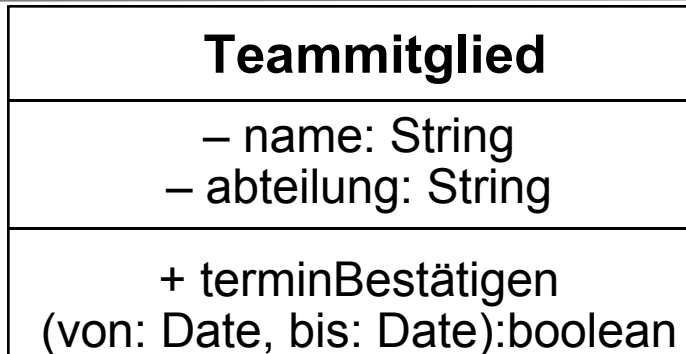 Teammitglied
– name: String
– abteilung: String
+ terminBestätigen
(von: Date, bis: Date):boolean